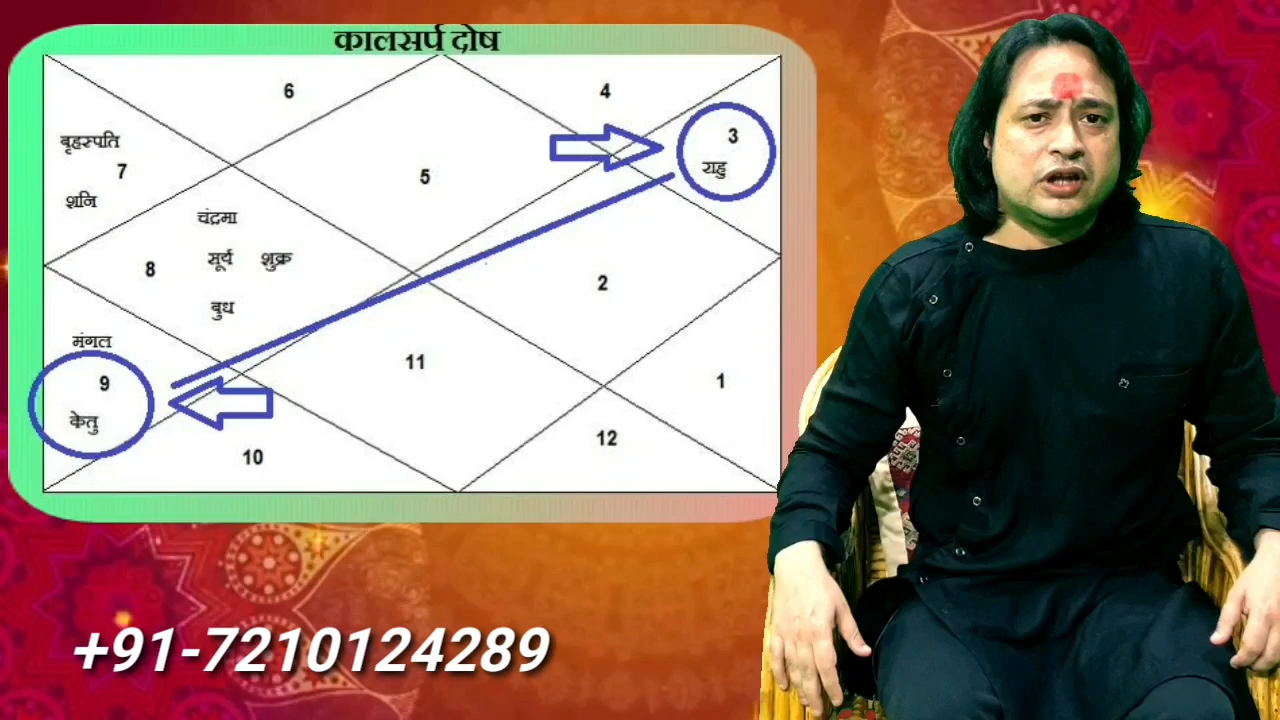 कालसर्प दोष
6
4
बृहस्पति
7
शनि
5
3
राहु
चंद्रमा
8
सूर्य शुक्र
बुध
2
मंगल
9
केतु
11
1
10
12
+91-7210124289